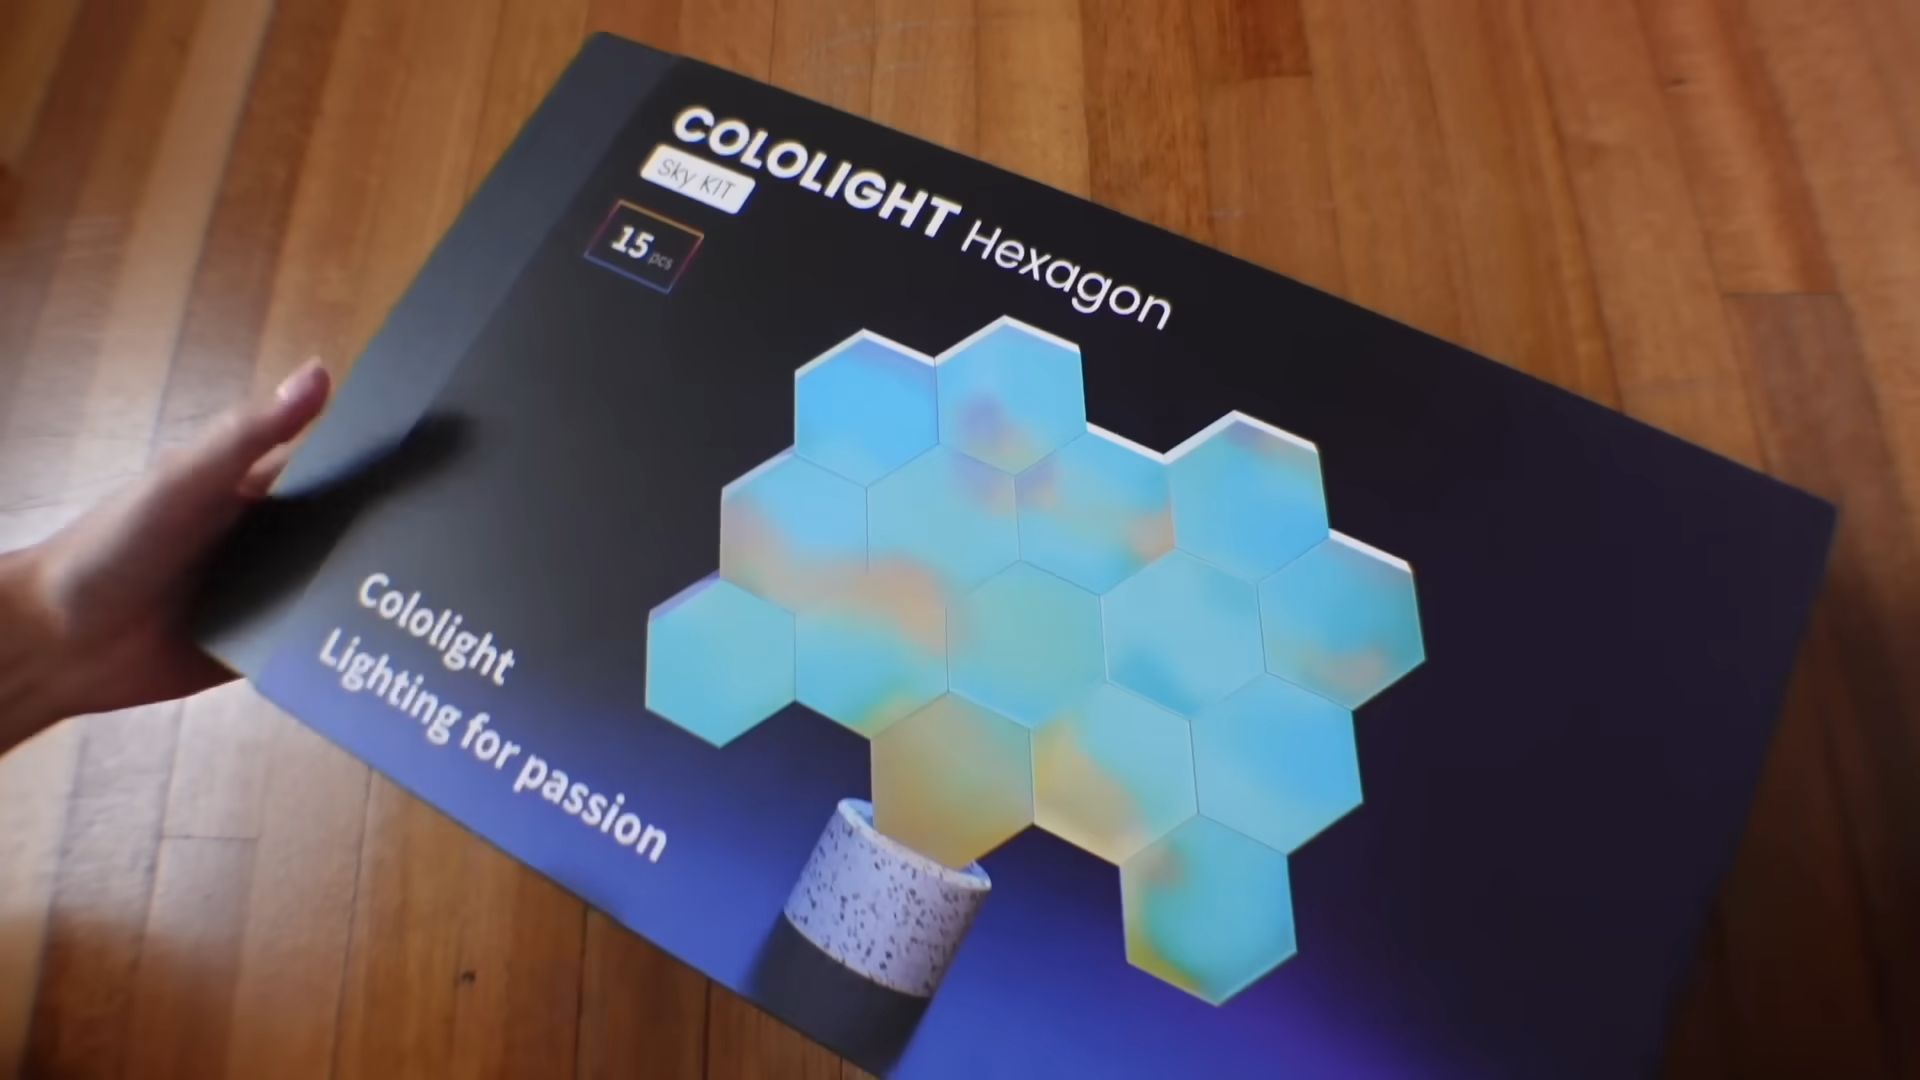 COLOLIGHT Hexagon
Sky KIT
15 pcs
Cololight
Lighting for passion